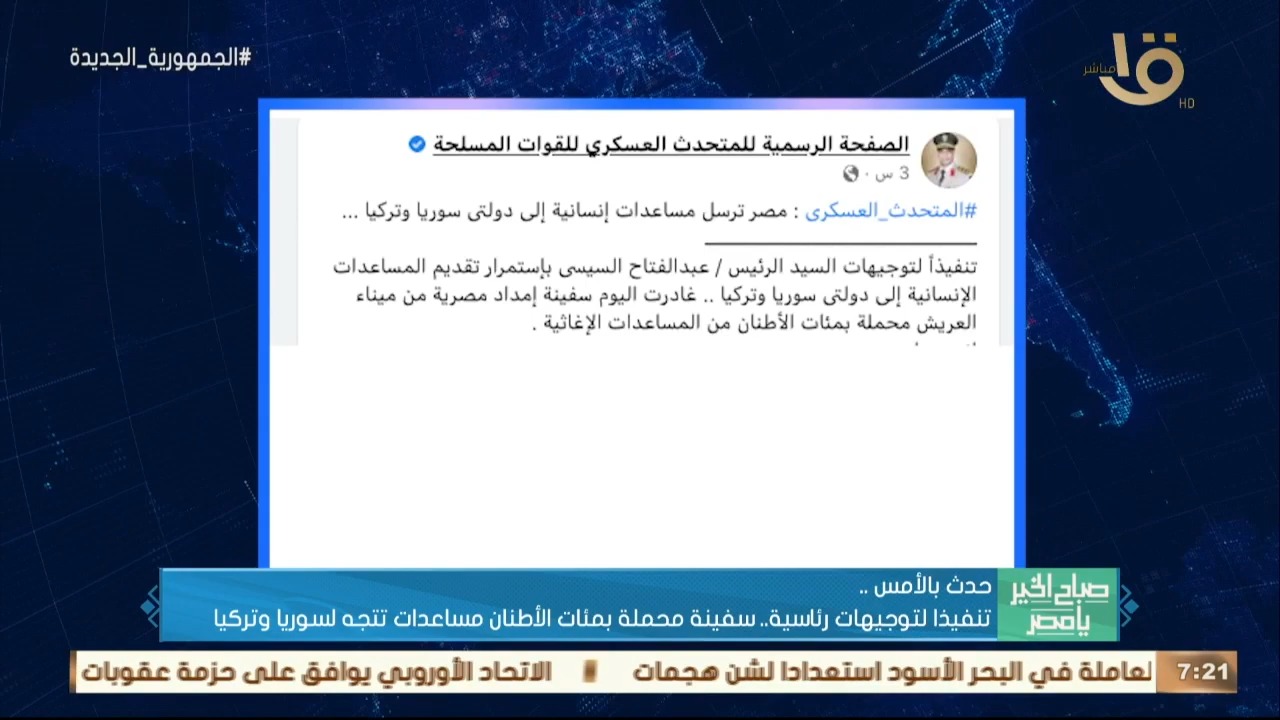 #الجمهورية_الجديدة
مباشر
HD
الصفحة الرسمية للمتحدث العسكري للقوات المسلحة
3 س ·
#المتحدث_العسكرى : مصر ترسل مساعدات إنسانية إلى دولتى سوريا وتركيا ...
تنفيذاً لتوجيهات السيد الرئيس / عبدالفتاح السيسى بإستمرار تقديم المساعدات
الإنسانية إلى دولتى سوريا وتركيا .. غادرت اليوم سفينة إمداد مصرية من ميناء
العريش محملة بمئات الأطنان من المساعدات الإغاثية .
صباح الخير
يا مصر
حدث بالأمس ..
تنفيذا لتوجيهات رئاسية.. سفينة محملة بمئات الأطنان مساعدات تتجه لسوريا وتركيا
7:21
لعاملة في البحر الأسود استعدادا لشن هجمات
الاتحاد الأوروبي يوافق على حزمة عقوبات